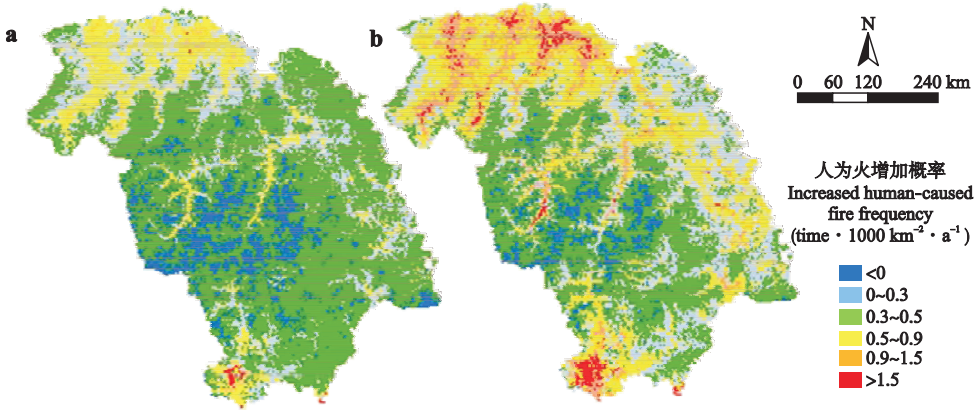 a
b
N
0 60 120 240 km
人为火增加概率
Increased human-caused
fire frequency
(time · 1000 km⁻² · a⁻¹)
<0
0~0.3
0.3~0.5
0.5~0.9
0.9~1.5
>1.5